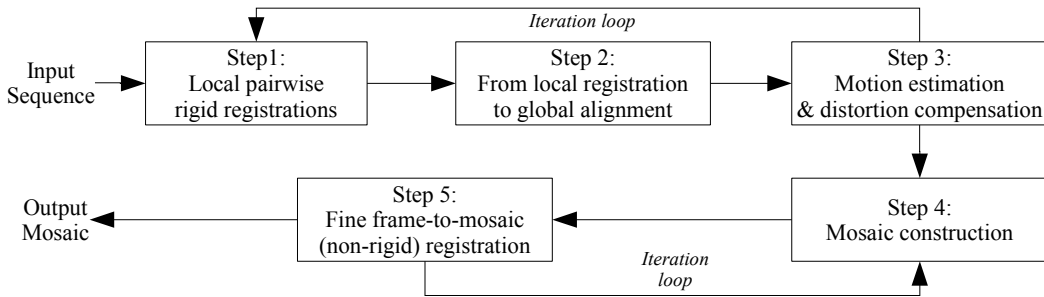 Iteration loop
Input
Sequence
Step1:
Local pairwise
rigid registrations
Step 2:
From local registration
to global alignment
Step 3:
Motion estimation
& distortion compensation
Output
Mosaic
Step 5:
Fine frame-to-mosaic
(non-rigid) registration
Step 4:
Mosaic construction
Iteration
loop